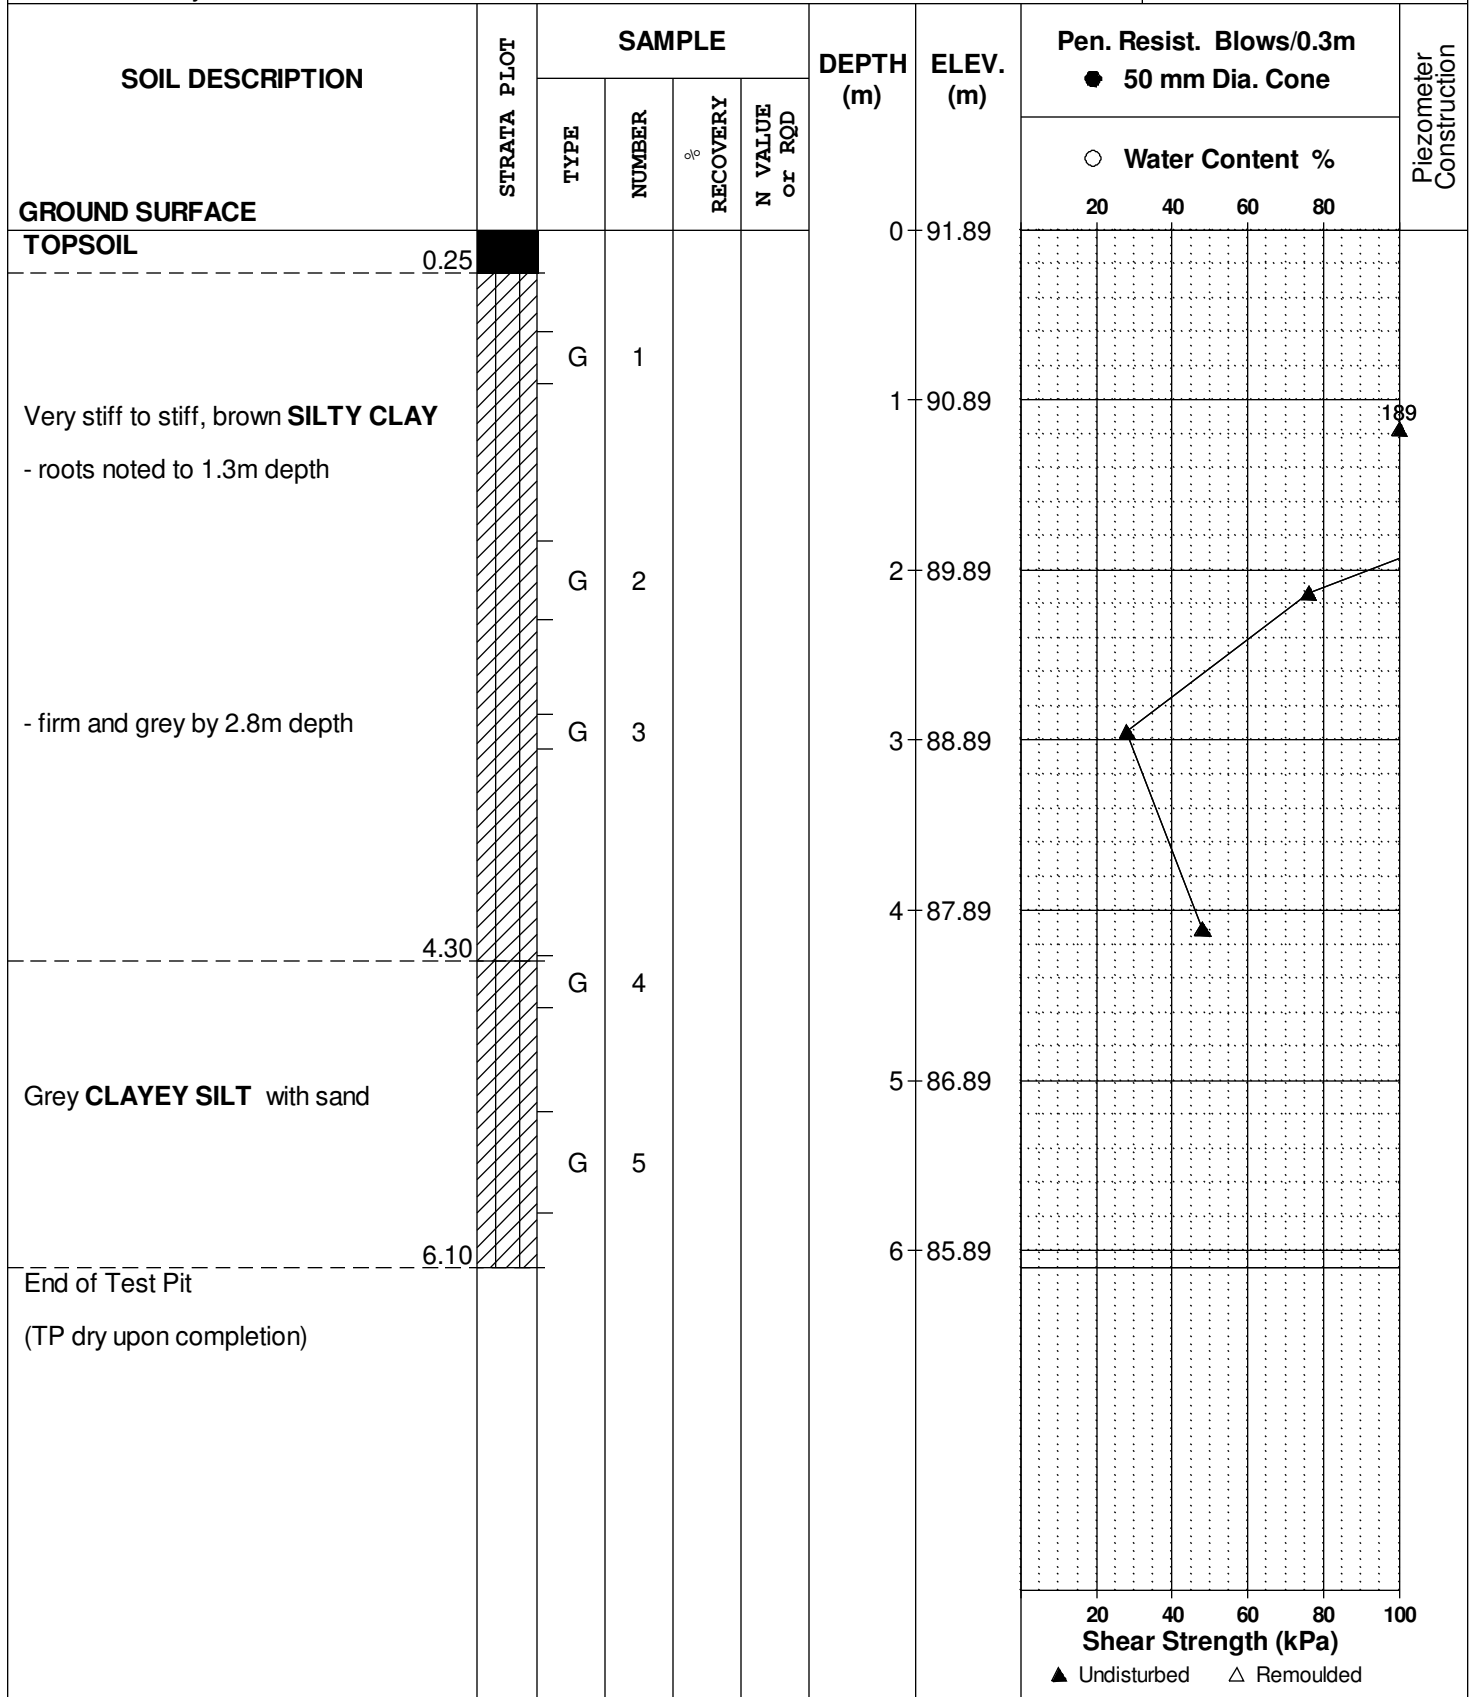 SOIL DESCRIPTION
GROUND SURFACE
STRATA PLOT
SAMPLE
TYPE
NUMBER
%
RECOVERY
N VALUE
or RQD
DEPTH
(m)
ELEV.
(m)
Pen. Resist. Blows/0.3m
● 50 mm Dia. Cone
○ Water Content %
20 40 60 80
Piezometer
Construction
TOPSOIL
0.25
0 91.89
G 1
1 90.89
189
Very stiff to stiff, brown SILTY CLAY
- roots noted to 1.3m depth
2 89.89
G 2
- firm and grey by 2.8m depth
G 3
3 88.89
4 87.89
4.30
G 4
5 86.89
Grey CLAYEY SILT with sand
G 5
6 85.89
6.10
End of Test Pit
(TP dry upon completion)
20 40 60 80 100
Shear Strength (kPa)
▲ Undisturbed △ Remoulded